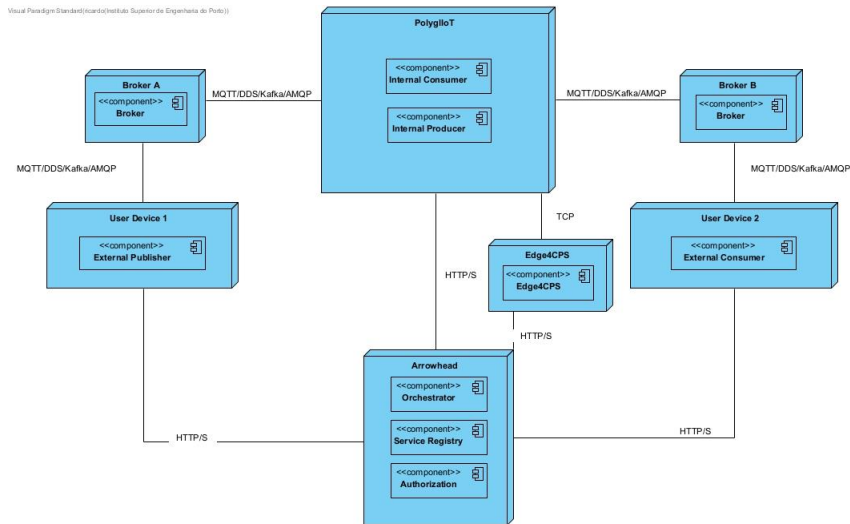 Visual Paradigm Standard(ricardo(Instituto Superior de Engenharia do Porto))
PolyglIoT
<<component>>
Internal Consumer
<<component>>
Internal Producer
Broker A
<<component>>
Broker
MQTT/DDS/Kafka/AMQP
MQTT/DDS/Kafka/AMQP
Broker B
<<component>>
Broker
MQTT/DDS/Kafka/AMQP
MQTT/DDS/Kafka/AMQP
User Device 1
<<component>>
External Publisher
TCP
User Device 2
<<component>>
External Consumer
Edge4CPS
<<component>>
Edge4CPS
HTTP/S
HTTP/S
Arrowhead
<<component>>
Orchestrator
<<component>>
Service Registry
<<component>>
Authorization
HTTP/S
HTTP/S